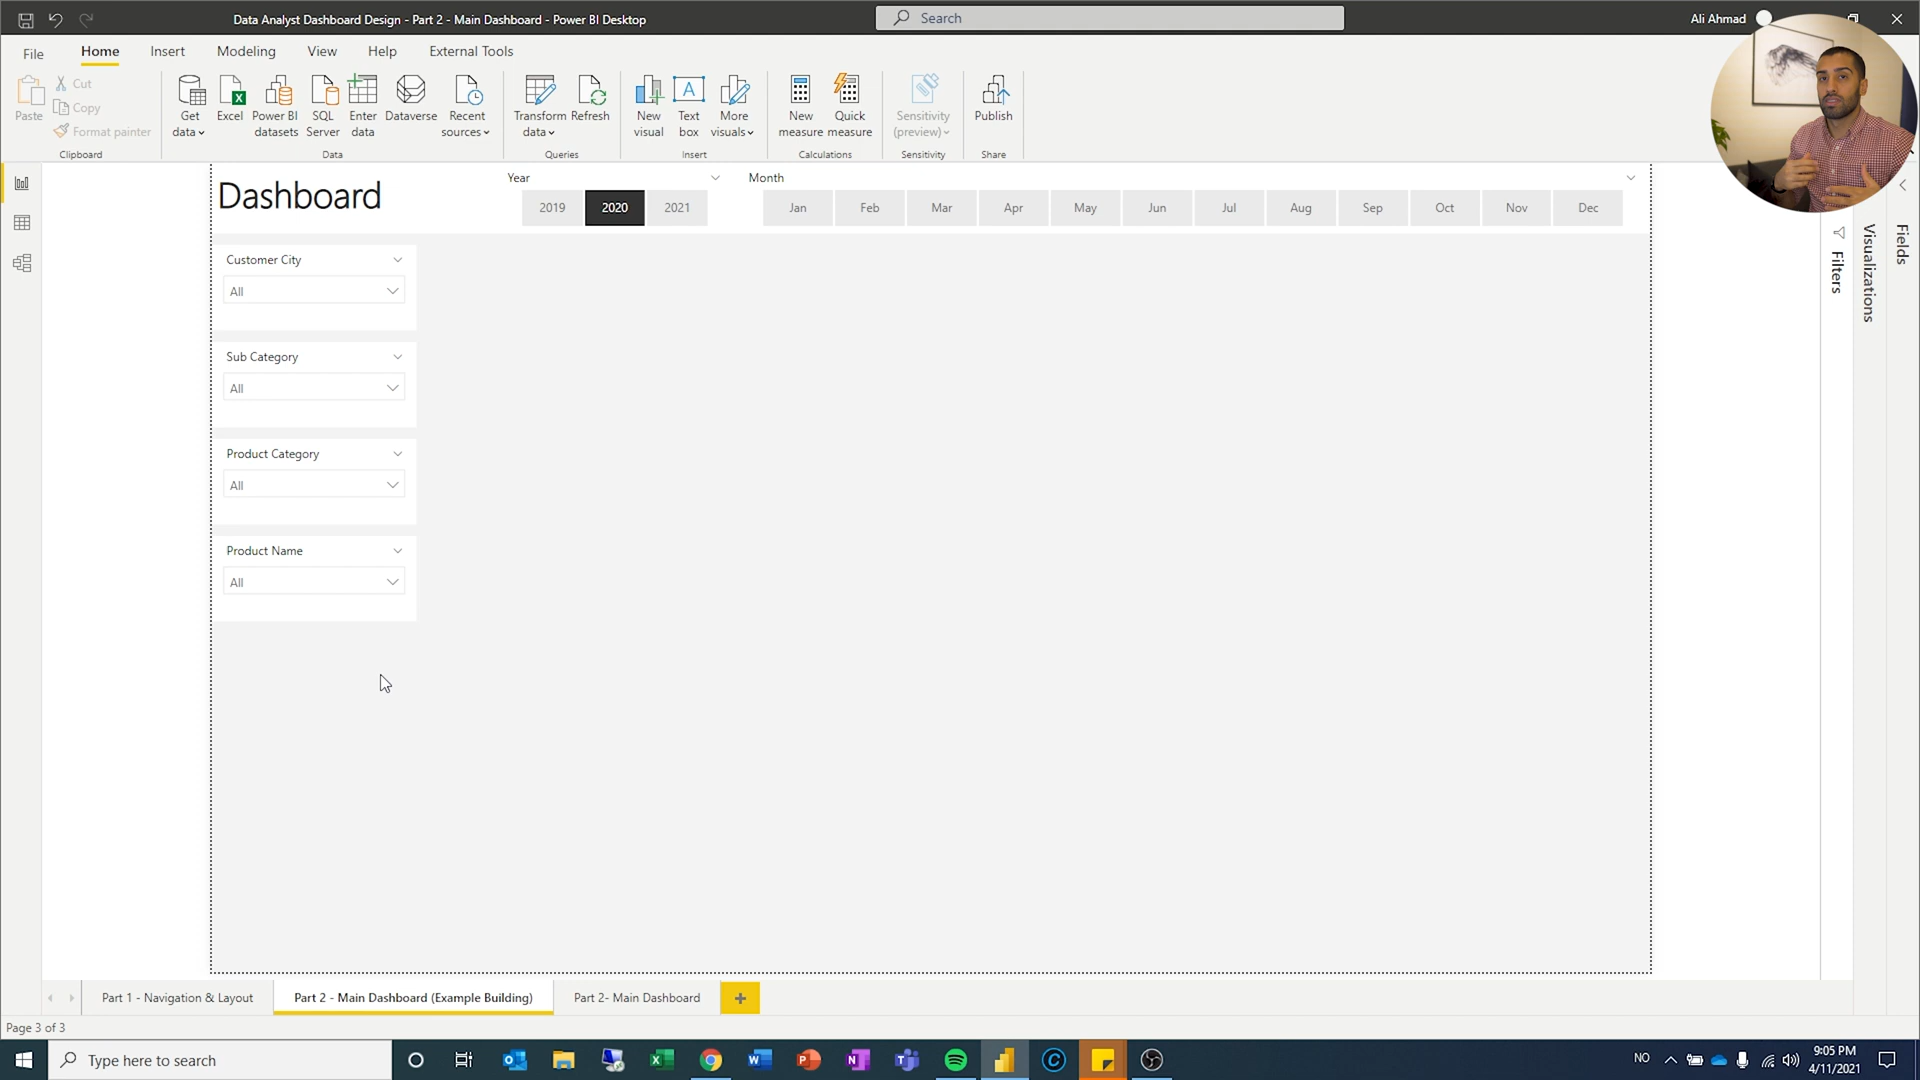 Data Analyst Dashboard Design - Part 2 - Main Dashboard - Power BI Desktop
Search
Ali Ahmad
File
Home
Insert
Modeling
View
Help
External Tools
Paste
Cut
Copy
Format painter
Clipboard
Get data
Excel
Power BI datasets
SQL Server
Enter data
Dataverse
Recent sources
Data
Transform data
Refresh
Queries
New visual
Text box
More visuals
Insert
New measure
Quick measure
Calculations
Sensitivity (preview)
Sensitivity
Publish
Share
Dashboard
Year
2019
2020
2021
Month
Jan
Feb
Mar
Apr
May
Jun
Jul
Aug
Sep
Oct
Nov
Dec
Customer City
All
Sub Category
All
Product Category
All
Product Name
All
Filters
Visualizations
Fields
Part 1 - Navigation & Layout
Part 2 - Main Dashboard (Example Building)
Part 2- Main Dashboard
Page 3 of 3
Type here to search
NO
9:05 PM
4/11/2021